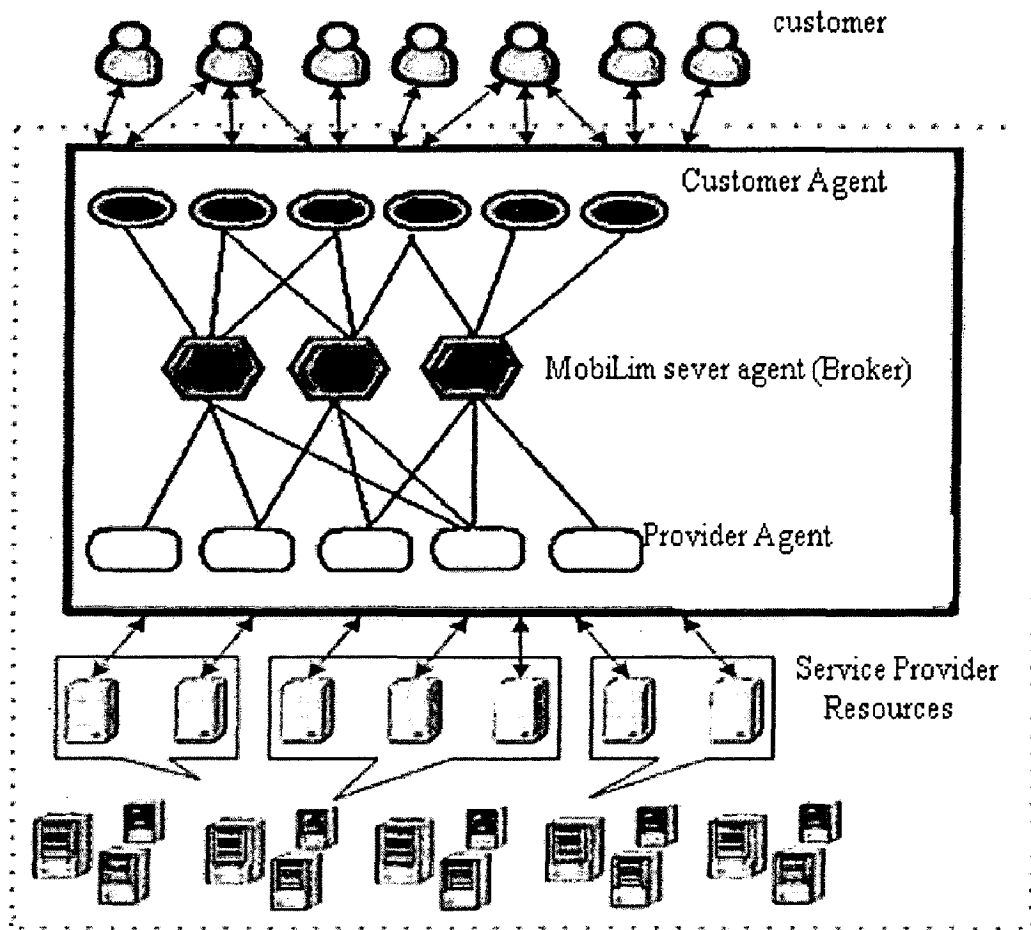 customer
Customer Agent
MobiLim sever agent (Broker)
Provider Agent
Service Provider
Resources